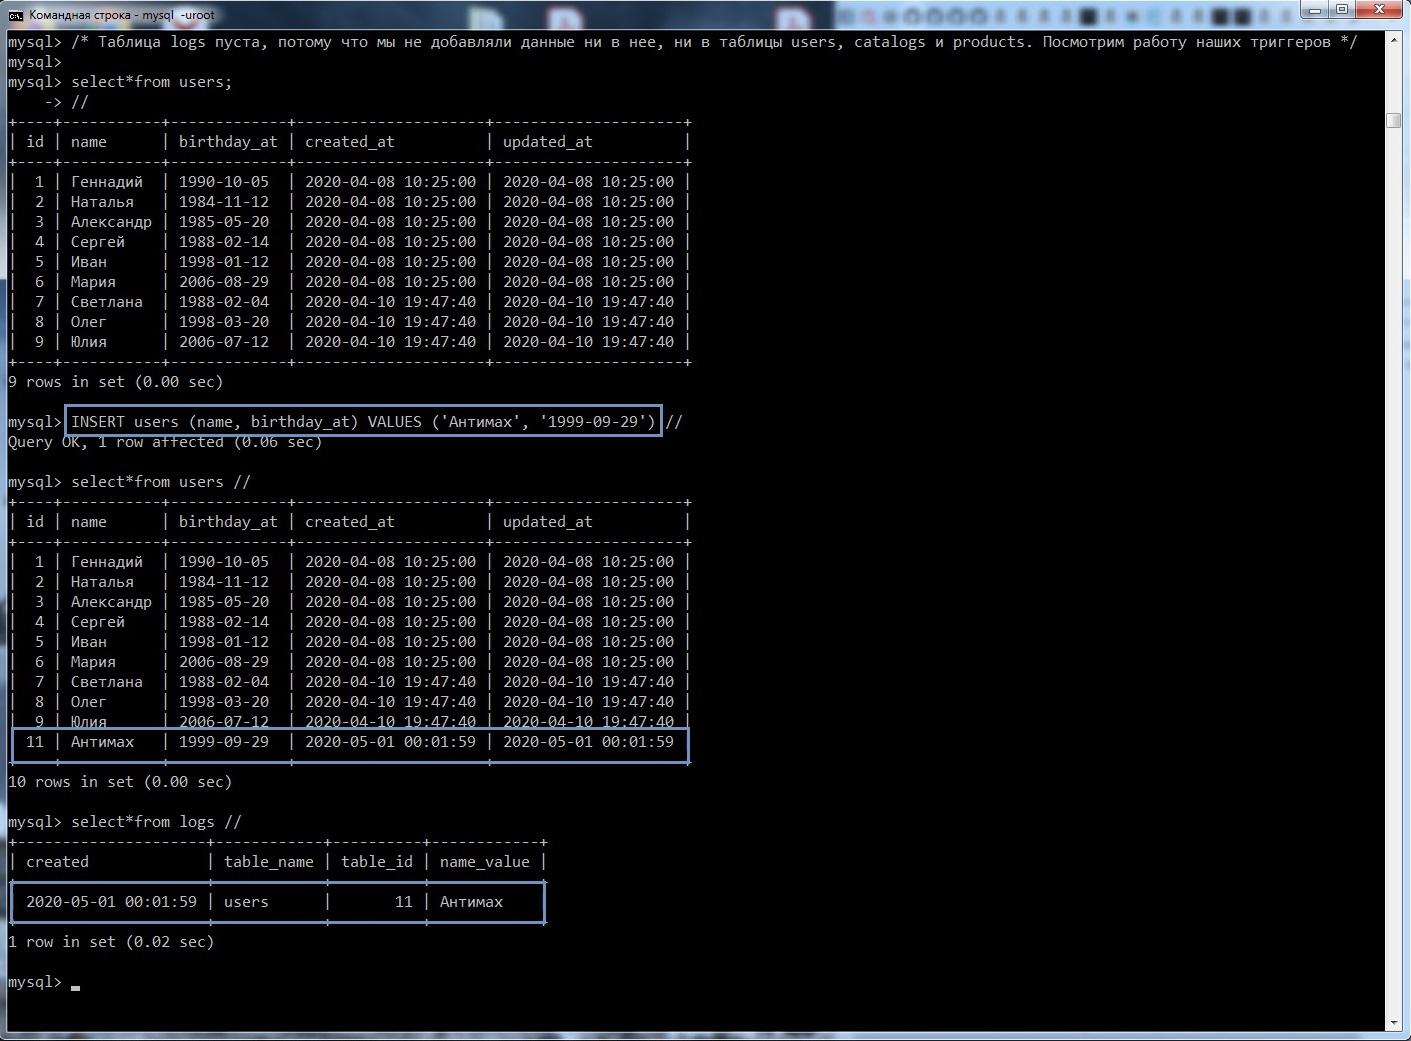 Командная строка - mysql -uroot
mysql> /* Таблица logs пуста, потому что мы не добавляли данные ни в нее, ни в таблицы users, catalogs и products. Посмотрим работу наших триггеров */
mysql>
mysql> select*from users;
    -> //
+----+-----------+-------------+---------------------+---------------------+
| id | name      | birthday_at | created_at          | updated_at          |
+----+-----------+-------------+---------------------+---------------------+
|  1 | Геннадий  | 1990-10-05  | 2020-04-08 10:25:00 | 2020-04-08 10:25:00 |
|  2 | Наталья   | 1984-11-12  | 2020-04-08 10:25:00 | 2020-04-08 10:25:00 |
|  3 | Александр | 1985-05-20  | 2020-04-08 10:25:00 | 2020-04-08 10:25:00 |
|  4 | Сергей    | 1988-02-14  | 2020-04-08 10:25:00 | 2020-04-08 10:25:00 |
|  5 | Иван      | 1998-01-12  | 2020-04-08 10:25:00 | 2020-04-08 10:25:00 |
|  6 | Мария     | 2006-08-29  | 2020-04-08 10:25:00 | 2020-04-08 10:25:00 |
|  7 | Светлана  | 1988-02-04  | 2020-04-10 19:47:40 | 2020-04-10 19:47:40 |
|  8 | Олег      | 1998-03-20  | 2020-04-10 19:47:40 | 2020-04-10 19:47:40 |
|  9 | Юлия      | 2006-07-12  | 2020-04-10 19:47:40 | 2020-04-10 19:47:40 |
+----+-----------+-------------+---------------------+---------------------+
9 rows in set (0.00 sec)
mysql> INSERT users (name, birthday_at) VALUES ('Антимах', '1999-09-29') //
Query OK, 1 row affected (0.06 sec)
mysql> select*from users //
+----+-----------+-------------+---------------------+---------------------+
| id | name      | birthday_at | created_at          | updated_at          |
+----+-----------+-------------+---------------------+---------------------+
|  1 | Геннадий  | 1990-10-05  | 2020-04-08 10:25:00 | 2020-04-08 10:25:00 |
|  2 | Наталья   | 1984-11-12  | 2020-04-08 10:25:00 | 2020-04-08 10:25:00 |
|  3 | Александр | 1985-05-20  | 2020-04-08 10:25:00 | 2020-04-08 10:25:00 |
|  4 | Сергей    | 1988-02-14  | 2020-04-08 10:25:00 | 2020-04-08 10:25:00 |
|  5 | Иван      | 1998-01-12  | 2020-04-08 10:25:00 | 2020-04-08 10:25:00 |
|  6 | Мария     | 2006-08-29  | 2020-04-08 10:25:00 | 2020-04-08 10:25:00 |
|  7 | Светлана  | 1988-02-04  | 2020-04-10 19:47:40 | 2020-04-10 19:47:40 |
|  8 | Олег      | 1998-03-20  | 2020-04-10 19:47:40 | 2020-04-10 19:47:40 |
|  9 | Юлия      | 2006-07-12  | 2020-04-10 19:47:40 | 2020-04-10 19:47:40 |
| 11 | Антимах   | 1999-09-29  | 2020-05-01 00:01:59 | 2020-05-01 00:01:59 |
10 rows in set (0.00 sec)
mysql> select*from logs //
+---------------------+------------+----------+------------+
| created             | table_name | table_id | name_value |
| 2020-05-01 00:01:59 | users      |       11 | Антимах    |
1 row in set (0.02 sec)
mysql> _